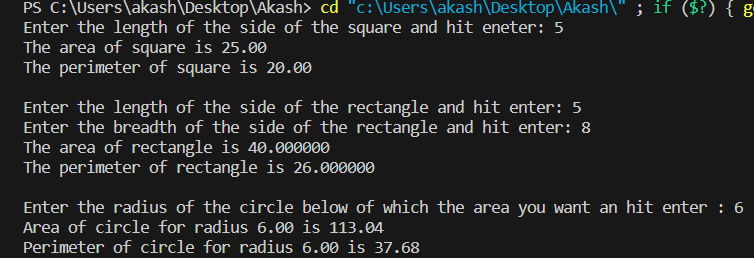 PS C:\Users\akash\Desktop\Akash> cd "c:\Users\akash\Desktop\Akash\" ; if ($?) { g
Enter the length of the side of the square and hit eneter: 5
The area of square is 25.00
The perimeter of square is 20.00
Enter the length of the side of the rectangle and hit enter: 5
Enter the breadth of the side of the rectangle and hit enter: 8
The area of rectangle is 40.000000
The perimeter of rectangle is 26.000000
Enter the radius of the circle below of which the area you want an hit enter : 6
Area of circle for radius 6.00 is 113.04
Perimeter of circle for radius 6.00 is 37.68